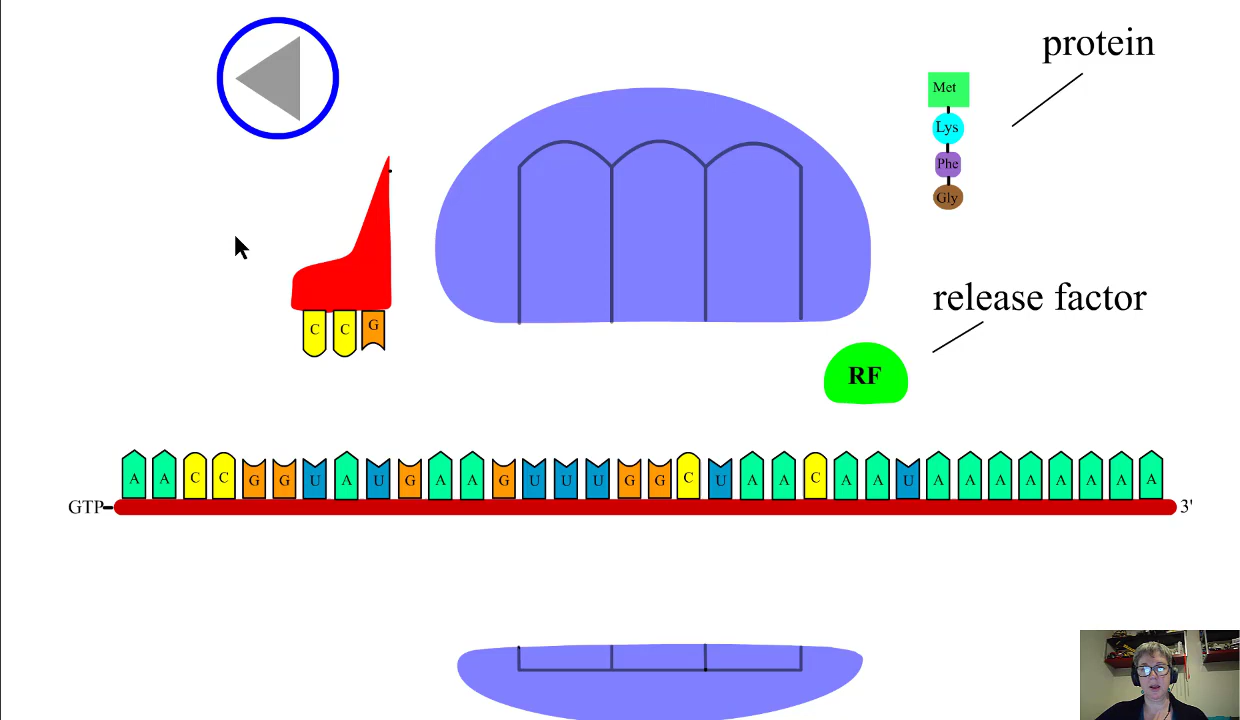 protein
Met
Lys
Phe
Gly
C C G
release factor
RF
A A C C G G U A U G A A G U U U G G C U A A C A A U A A A A A A A A
GTP 3'